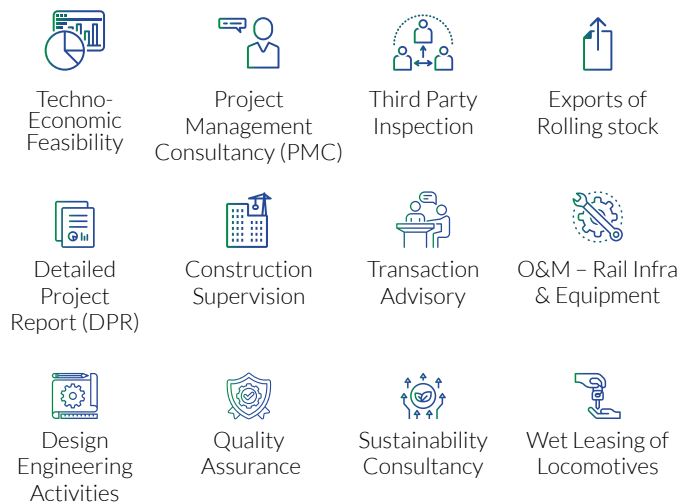 Techno-
Economic
Feasibility
Project
Management
Consultancy (PMC)
Third Party
Inspection
Exports of
Rolling stock
Detailed
Project
Report (DPR)
Construction
Supervision
Transaction
Advisory
O&M – Rail Infra
& Equipment
Design
Engineering
Activities
Quality
Assurance
Sustainability
Consultancy
Wet Leasing of
Locomotives